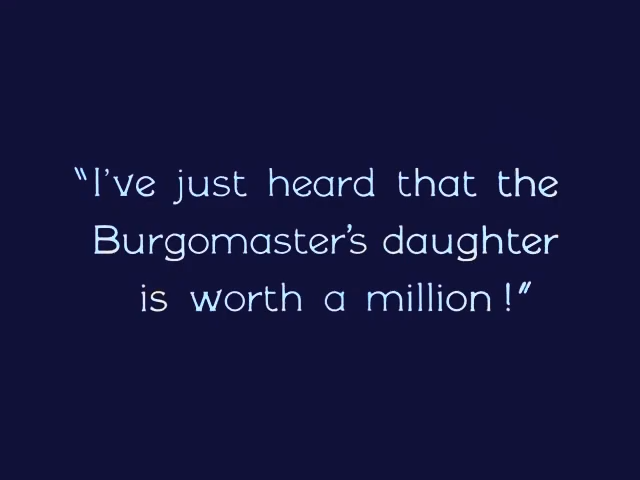 “I've just heard that the
Burgomaster's daughter
is worth a million!”